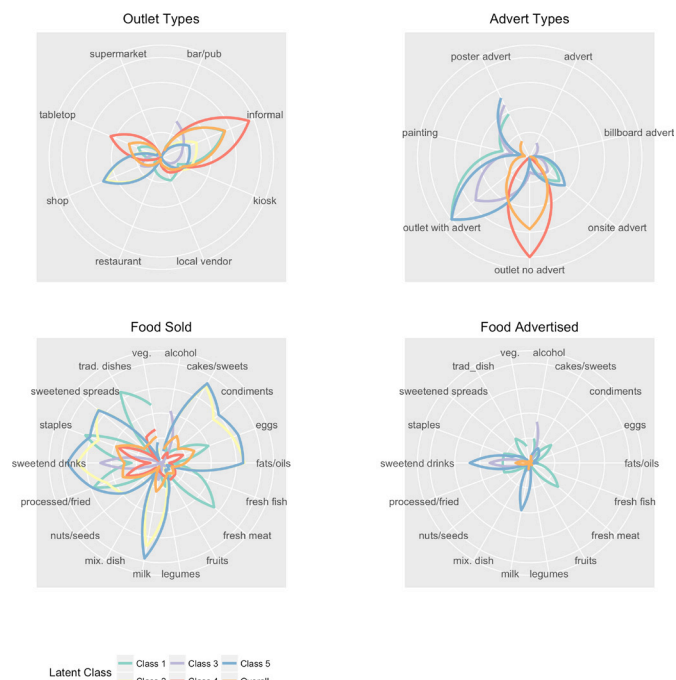 Outlet Types
Advert Types
supermarket
bar/pub
tabletop
informal
shop
kiosk
restaurant
local vendor
poster advert
advert
painting
billboard advert
outlet with advert
onsite advert
outlet no advert
Food Sold
Food Advertised
veg.
alcohol
trad. dishes
cakes/sweets
sweetened spreads
condiments
staples
eggs
sweetend drinks
fats/oils
processed/fried
fresh fish
nuts/seeds
fresh meat
mix. dish
fruits
milk
legumes
veg.
alcohol
trad_dish
cakes/sweets
sweetened spreads
condiments
staples
eggs
sweetend drinks
fats/oils
processed/fried
fresh fish
nuts/seeds
fresh meat
mix. dish
fruits
milk
legumes
Latent Class
Class 1
Class 3
Class 5